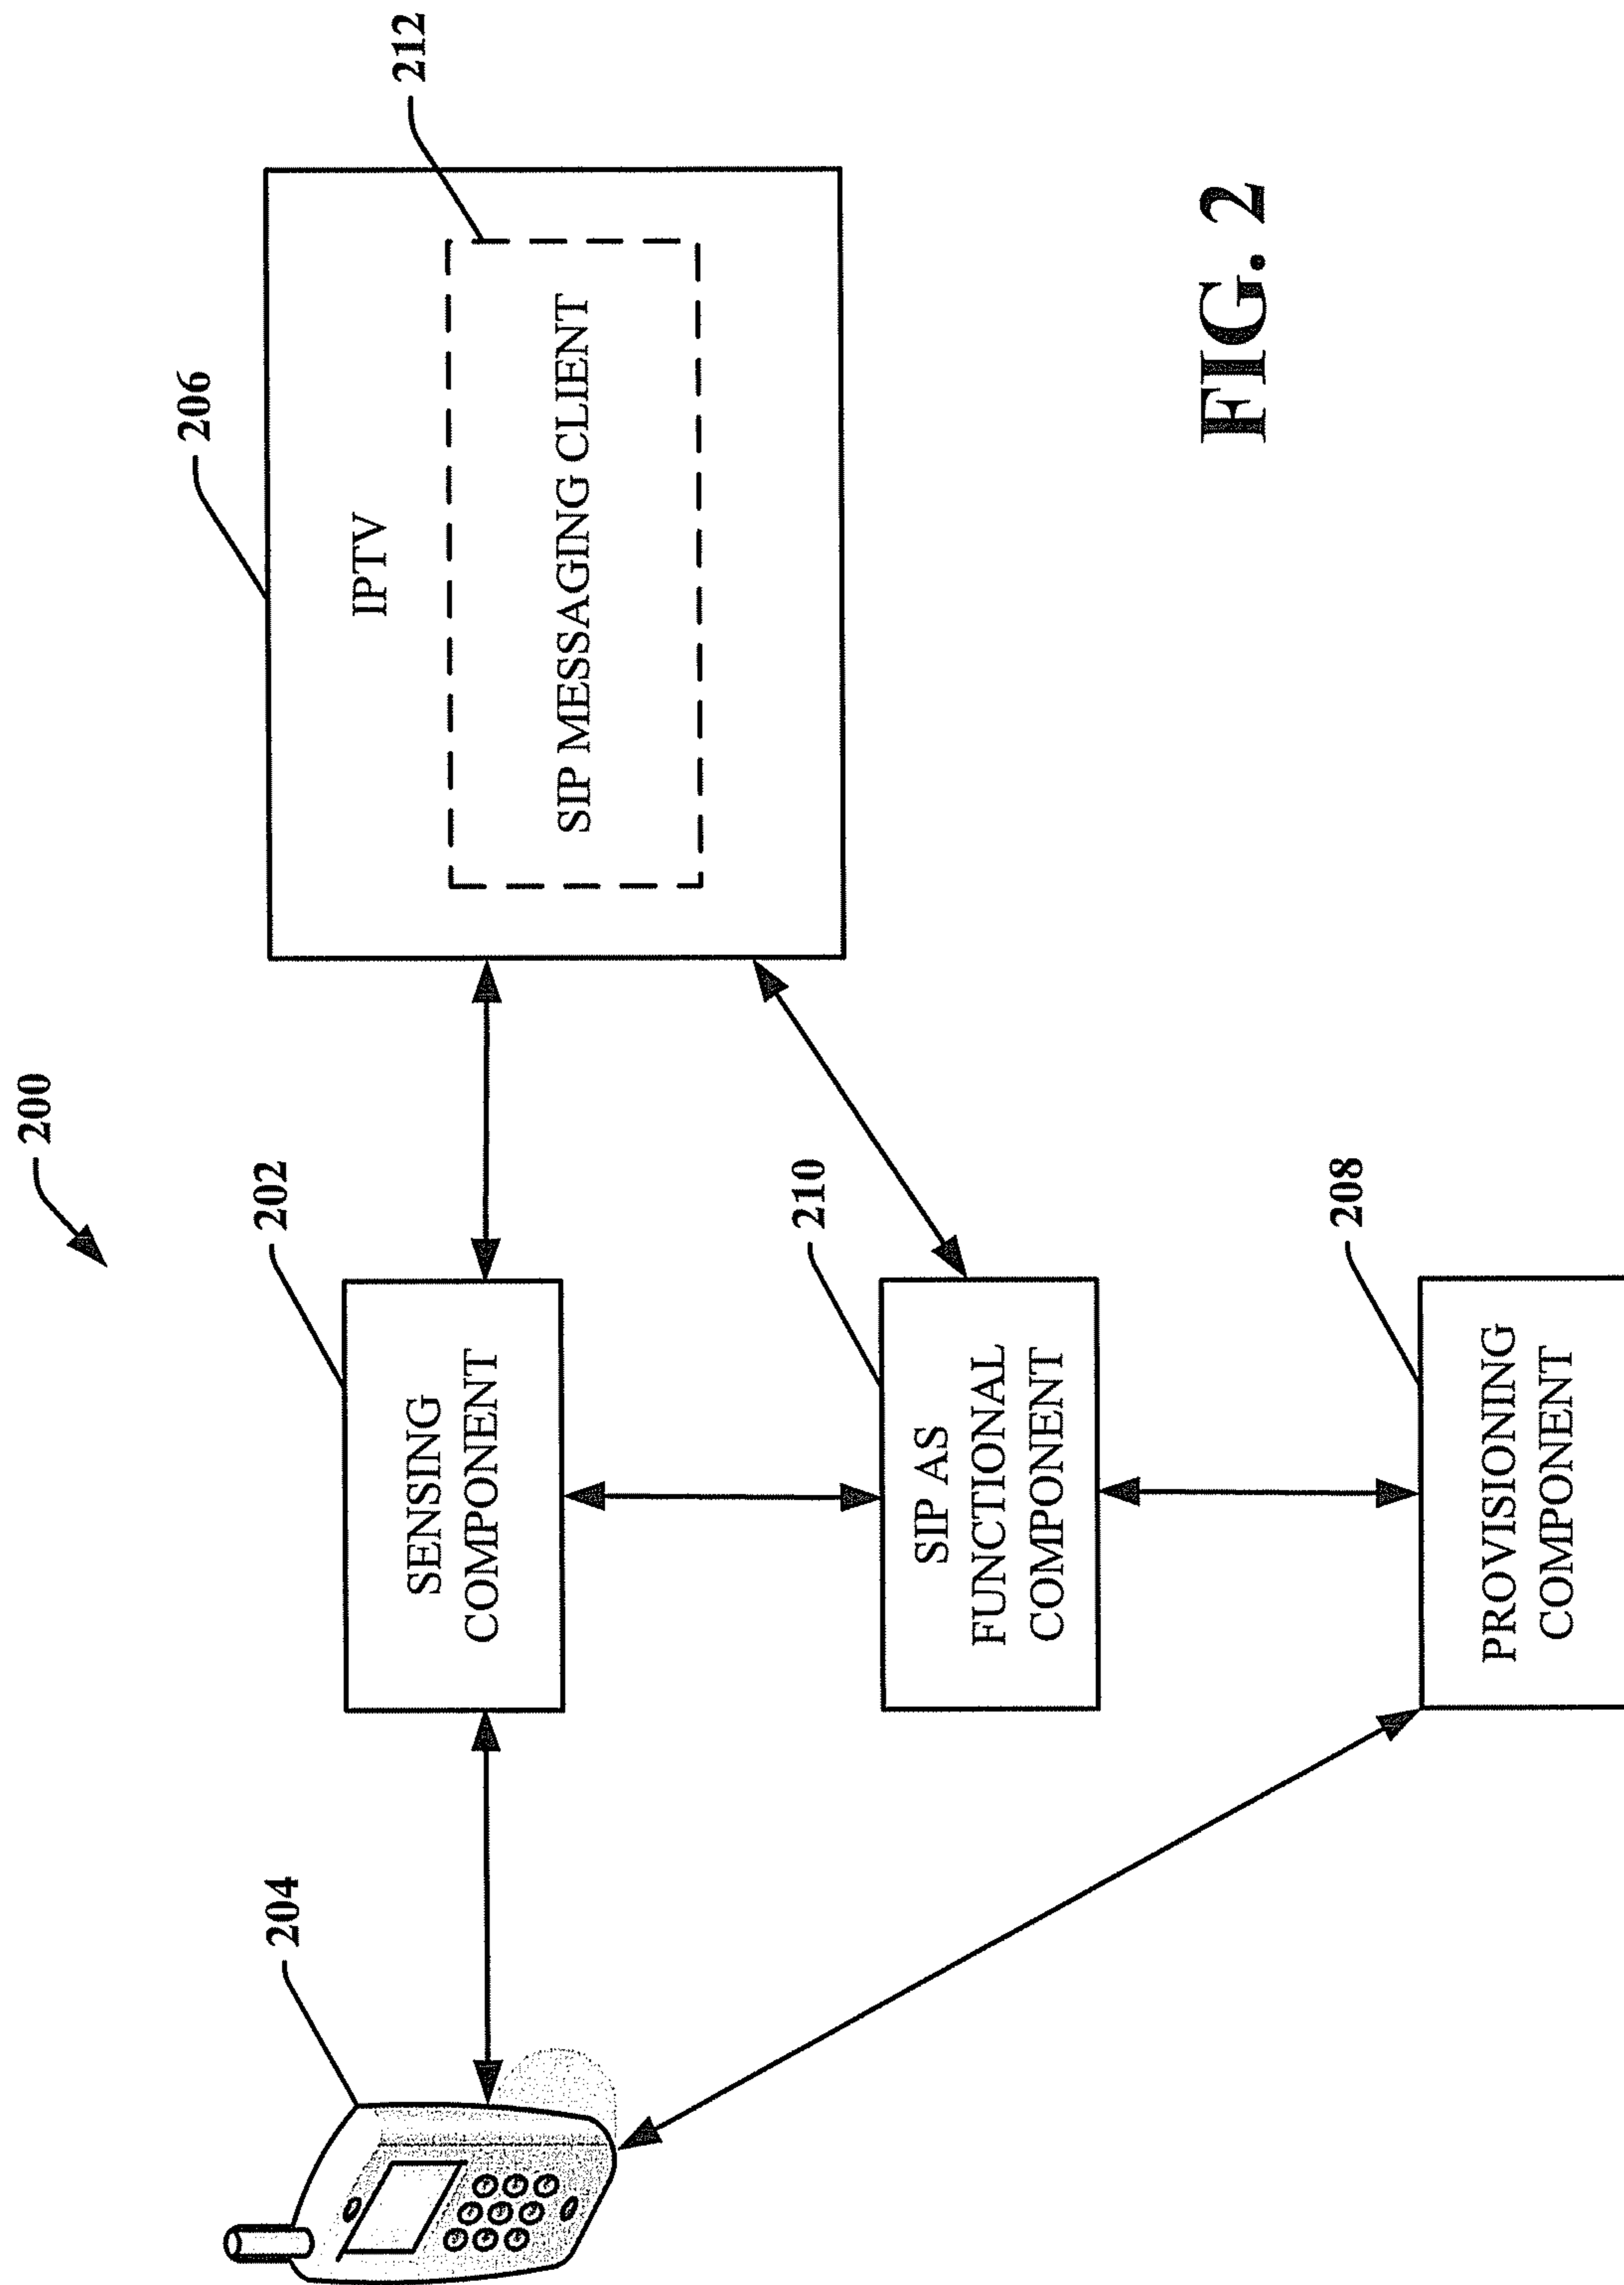 200
204
202
206
212
SENSING
COMPONENT
IPTV
SIP MESSAGING CLIENT
210
SIP AS
FUNCTIONAL
COMPONENT
208
PROVISIONING
COMPONENT
FIG. 2